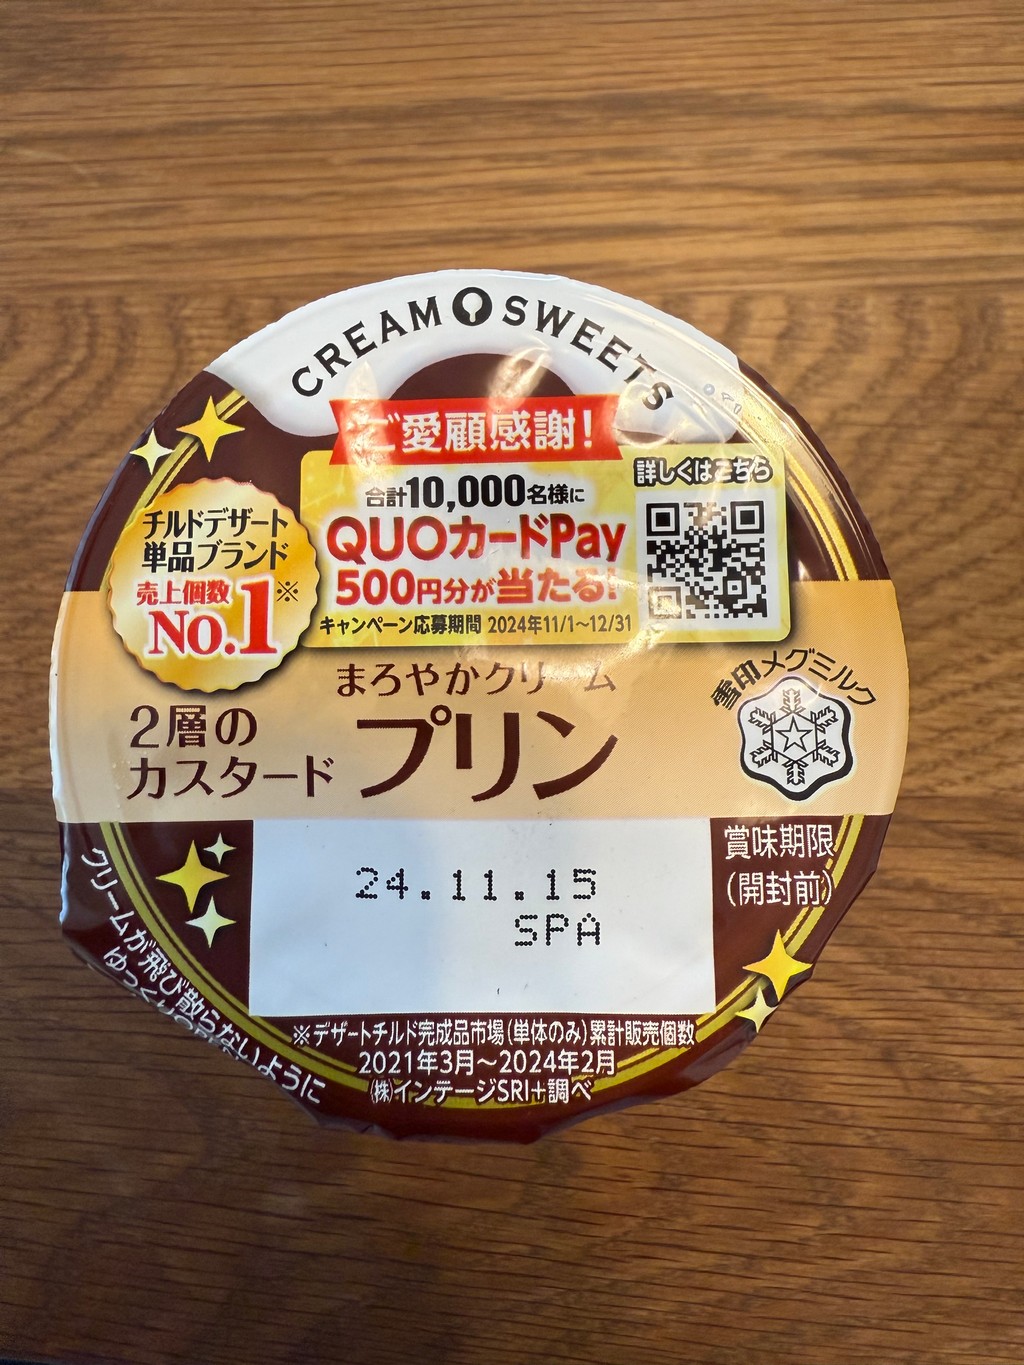 CREAM SWEETS
ご愛顧感謝!
合計10,000名様に
QUOカードPay
500円分が当たる!
キャンペーン応募期間 2024年11/1〜12/31
詳しくはこちら
チルドデザート
単品ブランド
売上個数※
No.1
まろやかクリーム
2層の
カスタード
プリン
雪印メグミルク
賞味期限
(開封前)
24.11.15
SPA
クリームが飛び散らないように
ゆっくり
※デザートチルド完成品市場(単体のみ)累計販売個数
2021年3月〜2024年2月
㈱インテージSRI+調べ